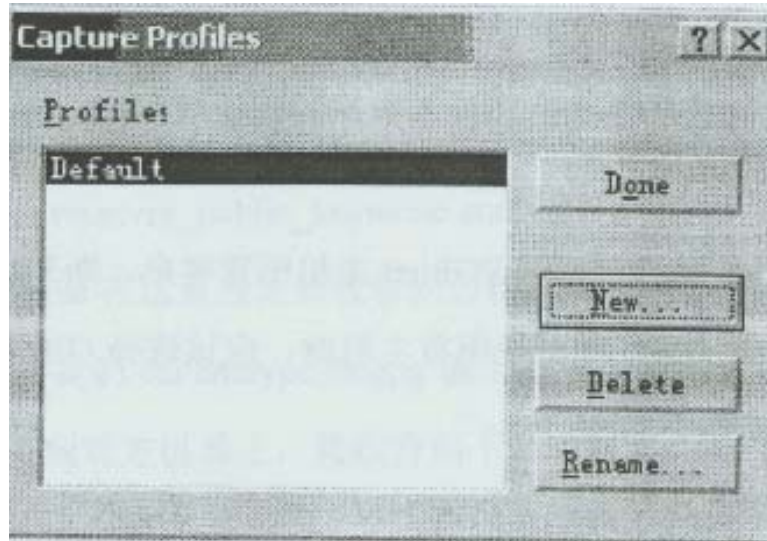 Capture Profiles
Profiles
Default
Done
New...
Delete
Rename...